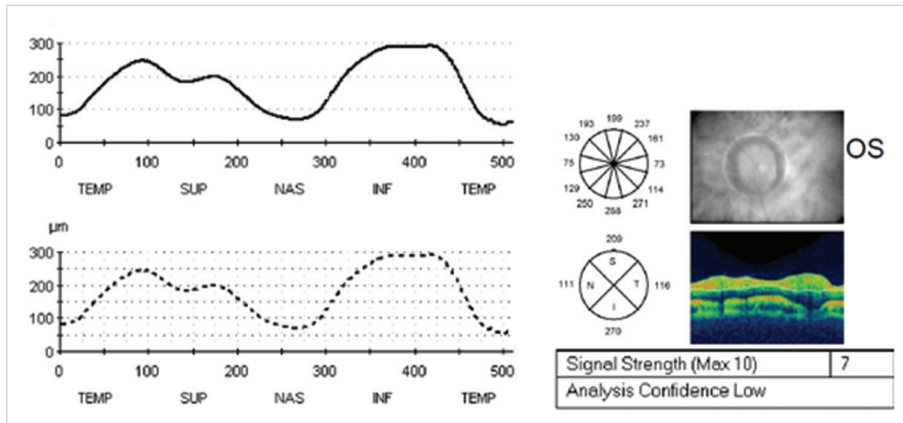 300
200
100
0
0 100 200 300 400 500
TEMP SUP NAS INF TEMP
µm
300
200
100
0
0 100 200 300 400 500
TEMP SUP NAS INF TEMP
199
193 237
130 161
75 73
129 114
250 271
288
OS
209
S
111 N T 116
I
270
Signal Strength (Max 10) 7
Analysis Confidence Low